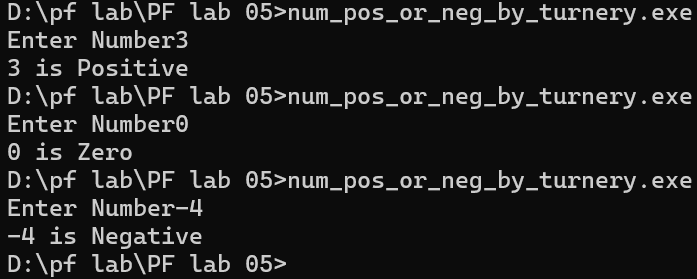 D:\pf lab\PF lab 05>num_pos_or_neg_by_turnery.exe
Enter Number3
3 is Positive
D:\pf lab\PF lab 05>num_pos_or_neg_by_turnery.exe
Enter Number0
0 is Zero
D:\pf lab\PF lab 05>num_pos_or_neg_by_turnery.exe
Enter Number-4
-4 is Negative
D:\pf lab\PF lab 05>